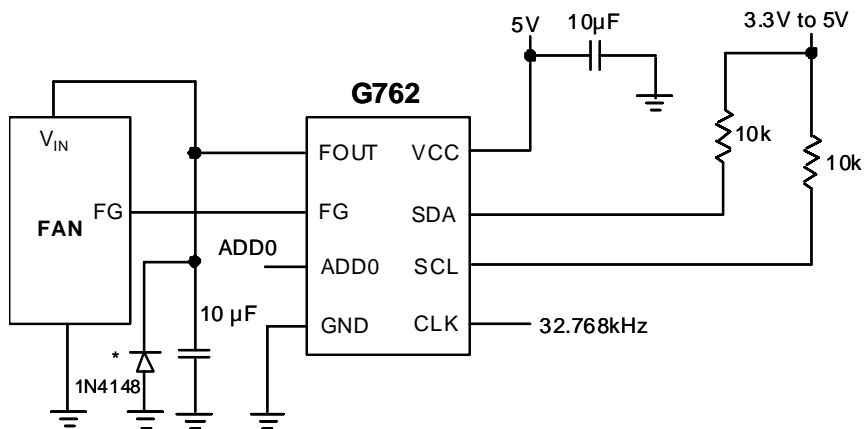 5V
10µF
3.3V to 5V
G762
VIN
FAN
FG
FOUT
FG
ADD0
GND
VCC
SDA
SCL
CLK
10k
10k
ADD0
10 µF
*
1N4148
32.768kHz